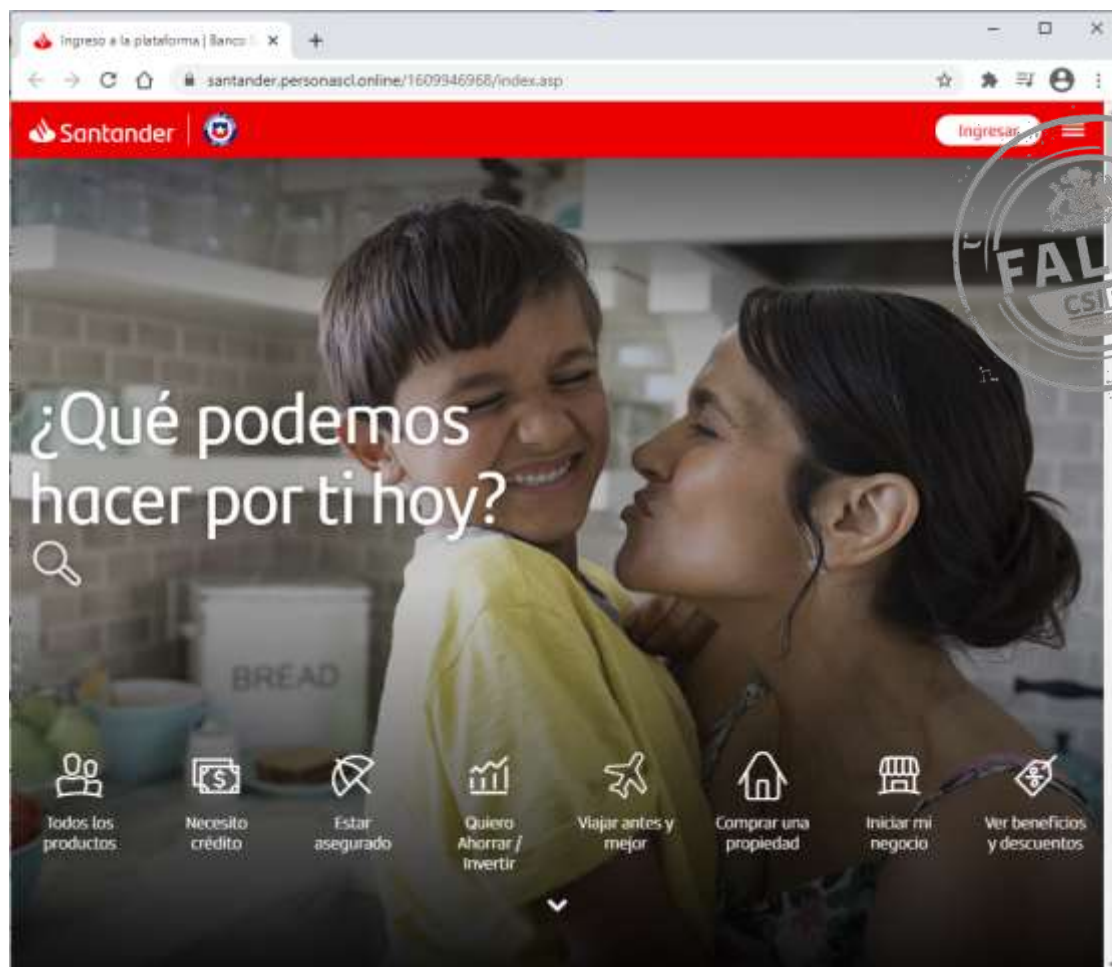 Ingreso a la plataforma | Banco
santander.personascl.online/1609946968/index.asp
Santander
Ingresar
FAL
CSI
¿Qué podemos
hacer por ti hoy?
BREAD
Todos los
productos
Necesito
crédito
Estar
asegurado
Quiero
Ahorrar /
Invertir
Viajar antes y
mejor
Comprar una
propiedad
Iniciar mi
negocio
Ver beneficios
y descuentos